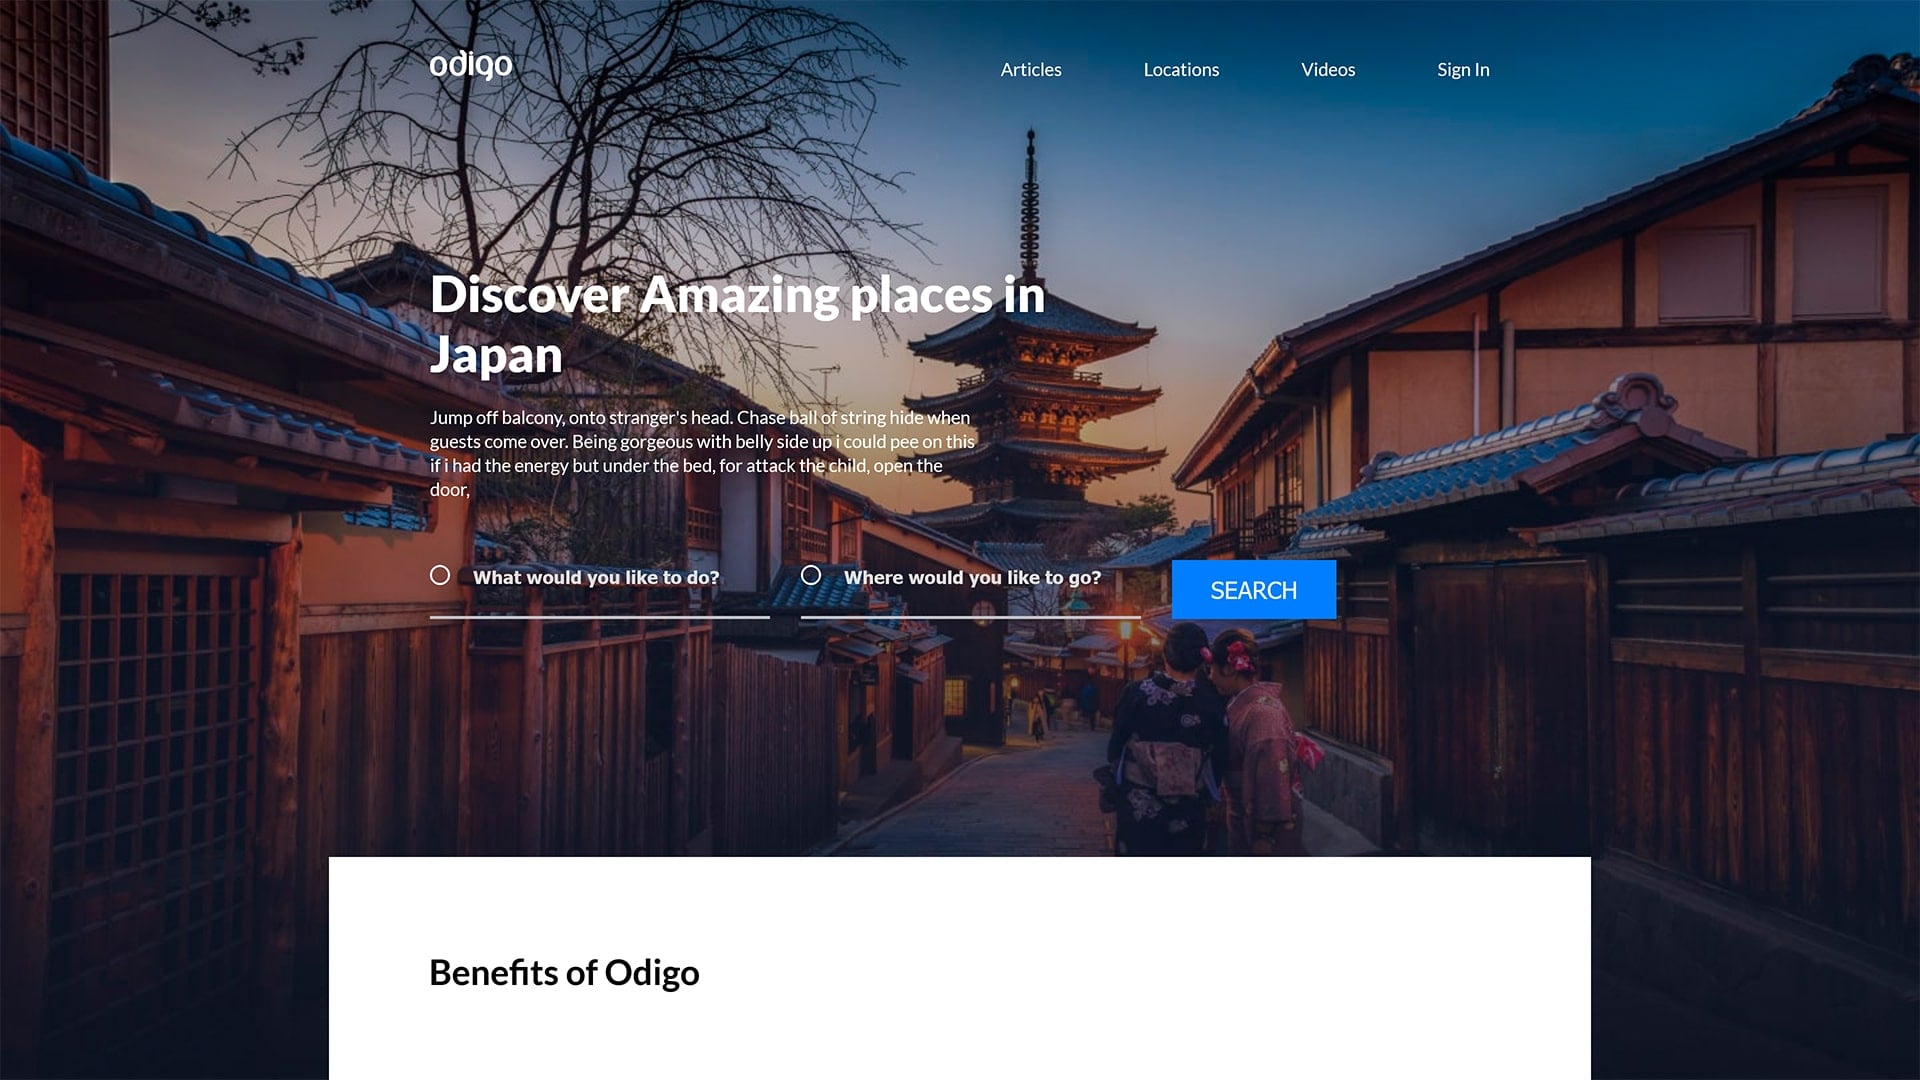 odigo
Articles Locations Videos Sign In
Discover Amazing places in
Japan
Jump off balcony, onto stranger's head. Chase ball of string hide when
guests come over. Being gorgeous with belly side up i could pee on this
if i had the energy but under the bed, for attack the child, open the
door,
What would you like to do? Where would you like to go? SEARCH
Benefits of Odigo